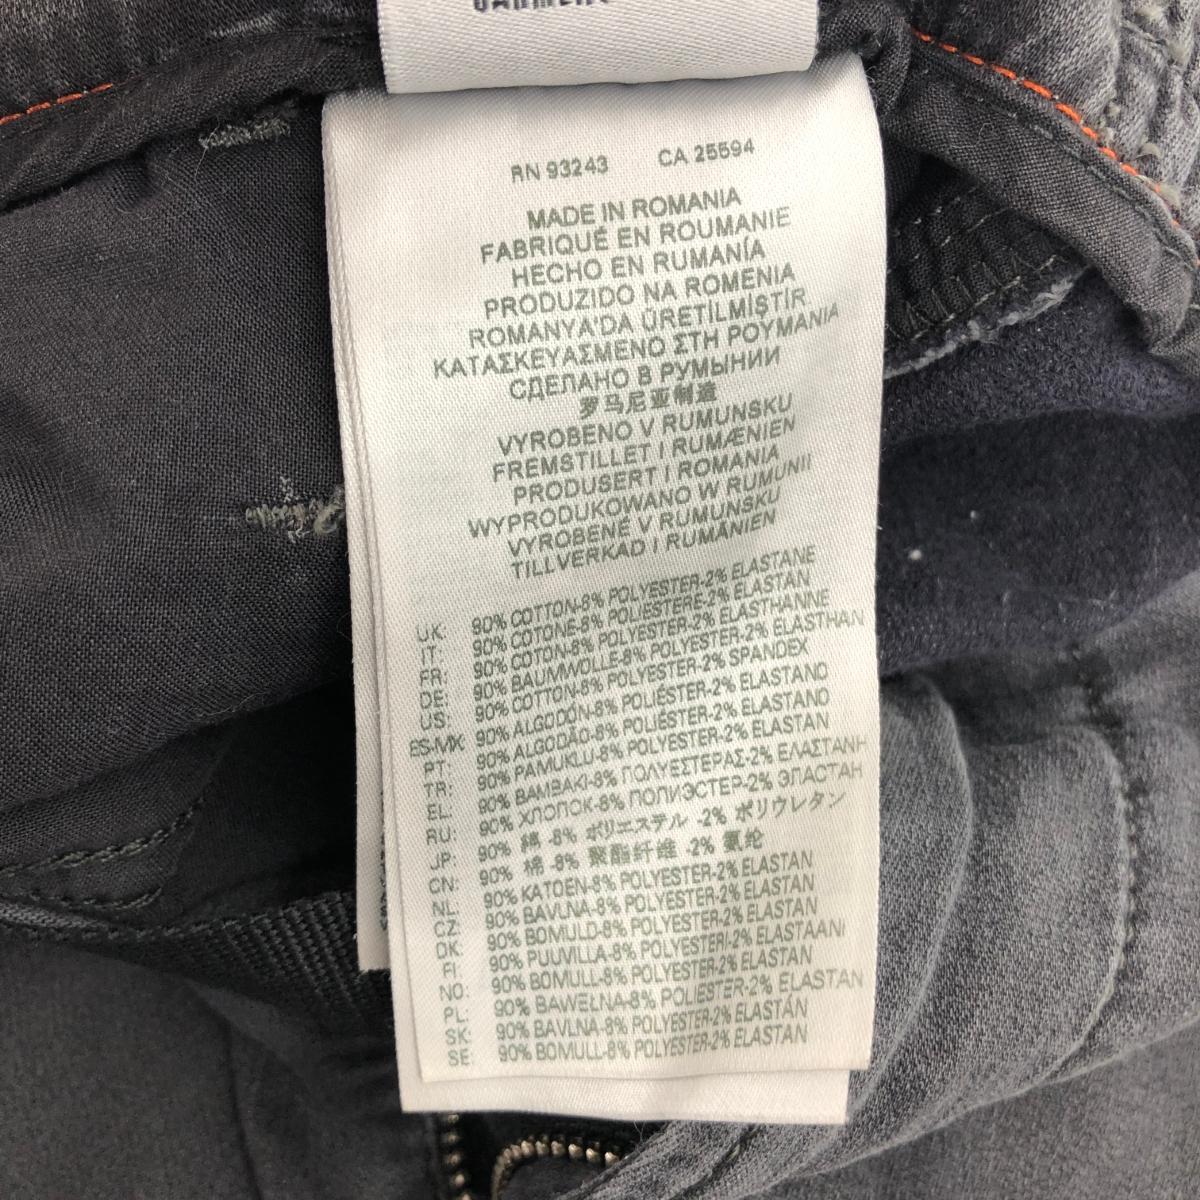 GARMENT
RN 93243 CA 25594
MADE IN ROMANIA
FABRIQUÉ EN ROUMANIE
HECHO EN RUMANÍA
PRODUZIDO NA ROMENIA
ROMANYA'DA ÜRETİLMİŞTİR
ΚΑΤΑΣΚΕΥΑΣΜΕΝΟ ΣΤΗ ΡΟΥΜΑΝΙΑ
СДЕЛАНО В РУМЫНИИ
罗马尼亚制造
VYROBENO V RUMUNSKU
FREMSTILLET I RUMÆNIEN
PRODUSERT I ROMANIA
WYPRODUKOWANO W RUMUNII
VYROBENÉ V RUMUNSKU
TILLVERKAD I RUMÄNIEN
UK: 90% COTTON-8% POLYESTER-2% ELASTANE
IT: 90% COTONE-8% POLIESTERE-2% ELASTAN
FR: 90% COTON-8% POLYESTER-2% ELASTHANNE
DE: 90% BAUMWOLLE-8% POLYESTER-2% ELASTHAN
US: 90% COTTON-8% POLYESTER-2% SPANDEX
ES-MX: 90% ALGODÓN-8% POLIÉSTER-2% ELASTANO
PT: 90% ALGODÃO-8% POLIÉSTER-2% ELASTANO
TR: 90% PAMUKLU-8% POLYESTER-2% ELASTAN
EL: 90% ΒΑΜΒΑΚΙ-8% ΠΟΛΥΕΣΤΕΡΑΣ-2% ΕΛΑΣΤΑΝΗ
RU: 90% ХЛОПОК-8% ПОЛИЭСТЕР-2% ЭЛАСТАН
JP: 90% 綿 -8% ポリエステル -2% ポリウレタン
CN: 90% 棉 -8% 聚酯纤维 -2% 氨纶
NL: 90% KATOEN-8% POLYESTER-2% ELASTAN
CZ: 90% BAVLNA-8% POLYESTER-2% ELASTAN
DK: 90% BOMULD-8% POLYESTER-2% ELASTAN
FI: 90% PUUVILLA-8% POLYESTERI-2% ELASTAANI
NO: 90% BOMULL-8% POLYESTER-2% ELASTAN
PL: 90% BAWEŁNA-8% POLIESTER-2% ELASTAN
SK: 90% BAVLNA-8% POLYESTER-2% ELASTÁN
SE: 90% BOMULL-8% POLYESTER-2% ELASTAN